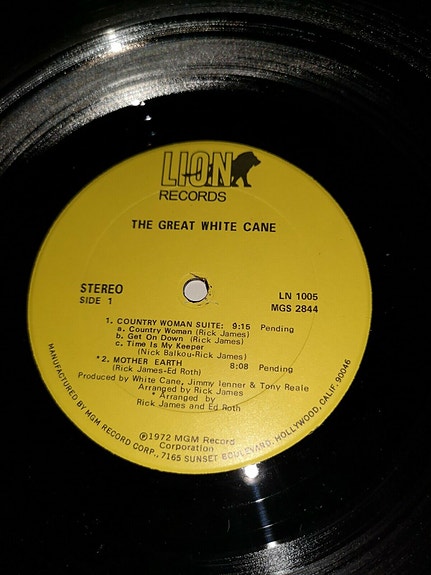 LION
RECORDS
THE GREAT WHITE CANE
STEREO
SIDE 1
LN 1005
MGS 2844
1. COUNTRY WOMAN SUITE: 9:15 Pending
a. Country Woman (Rick James)
b. Get On Down (Rick James)
c. Time Is My Keeper
(Nick Balkou-Rick James)
*2. MOTHER EARTH 8:08 Pending
(Rick James-Ed Roth)
Produced by White Cane, Jimmy Ienner & Tony Reale
Arranged by Rick James
* Arranged by
Rick James and Ed Roth
℗1972 MGM Record
Corporation
MANUFACTURED BY MGM RECORD CORP., 7165 SUNSET BOULEVARD, HOLLYWOOD, CALIF. 90046